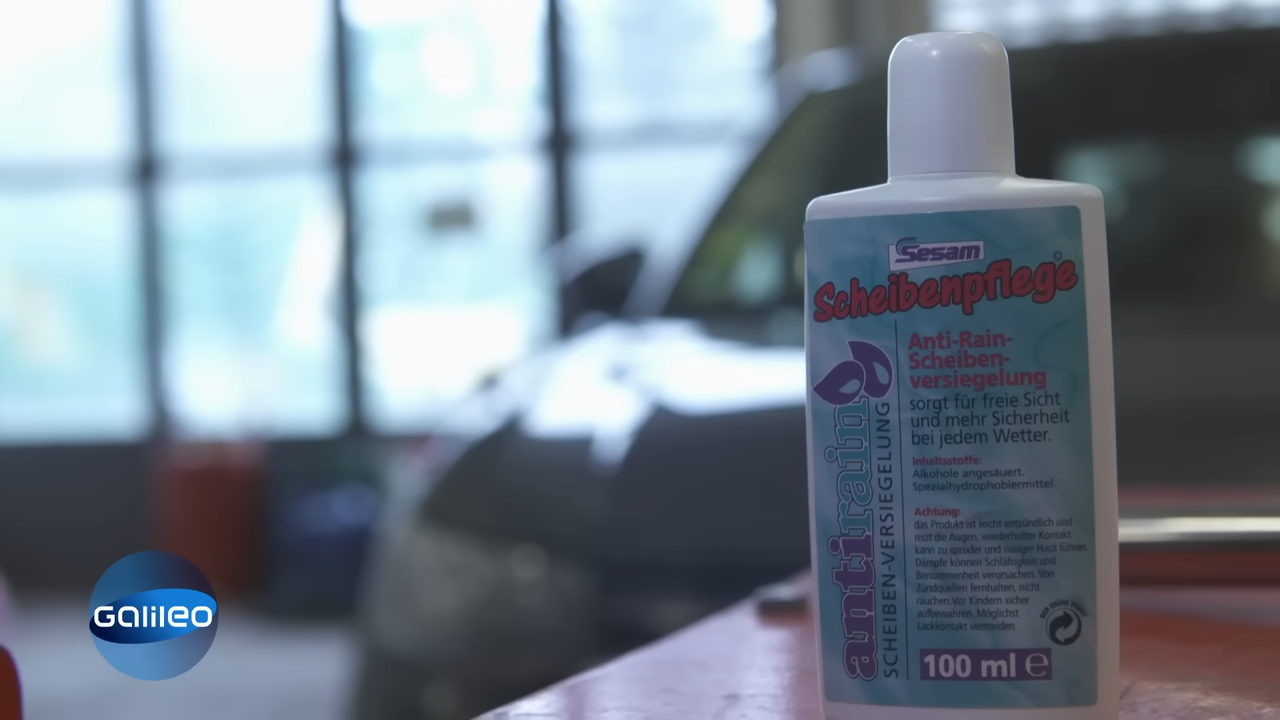 Sesam
Scheibenpflege
©
Anti-Rain-
Scheiben-
versiegelung
sorgt für freie Sicht
und mehr Sicherheit
bei jedem Wetter.
Inhaltsstoffe:
Alkohole angesäuert.
Spezialhydrophobiermittel.
Achtung:
das Produkt ist leicht entzündlich und
reizt die Augen, wiederholter Kontakt
kann zu spröder und rissiger Haut führen.
Dämpfe können Schläfrigkeit und
Benommenheit verursachen. Von
Zündquellen fernhalten, nicht
rauchen. Vor Kindern sicher
aufbewahren. Möglichst
Lackkontakt vermeiden.
100 ml e
antirain
SCHEIBEN-VERSIEGELUNG
Galileo